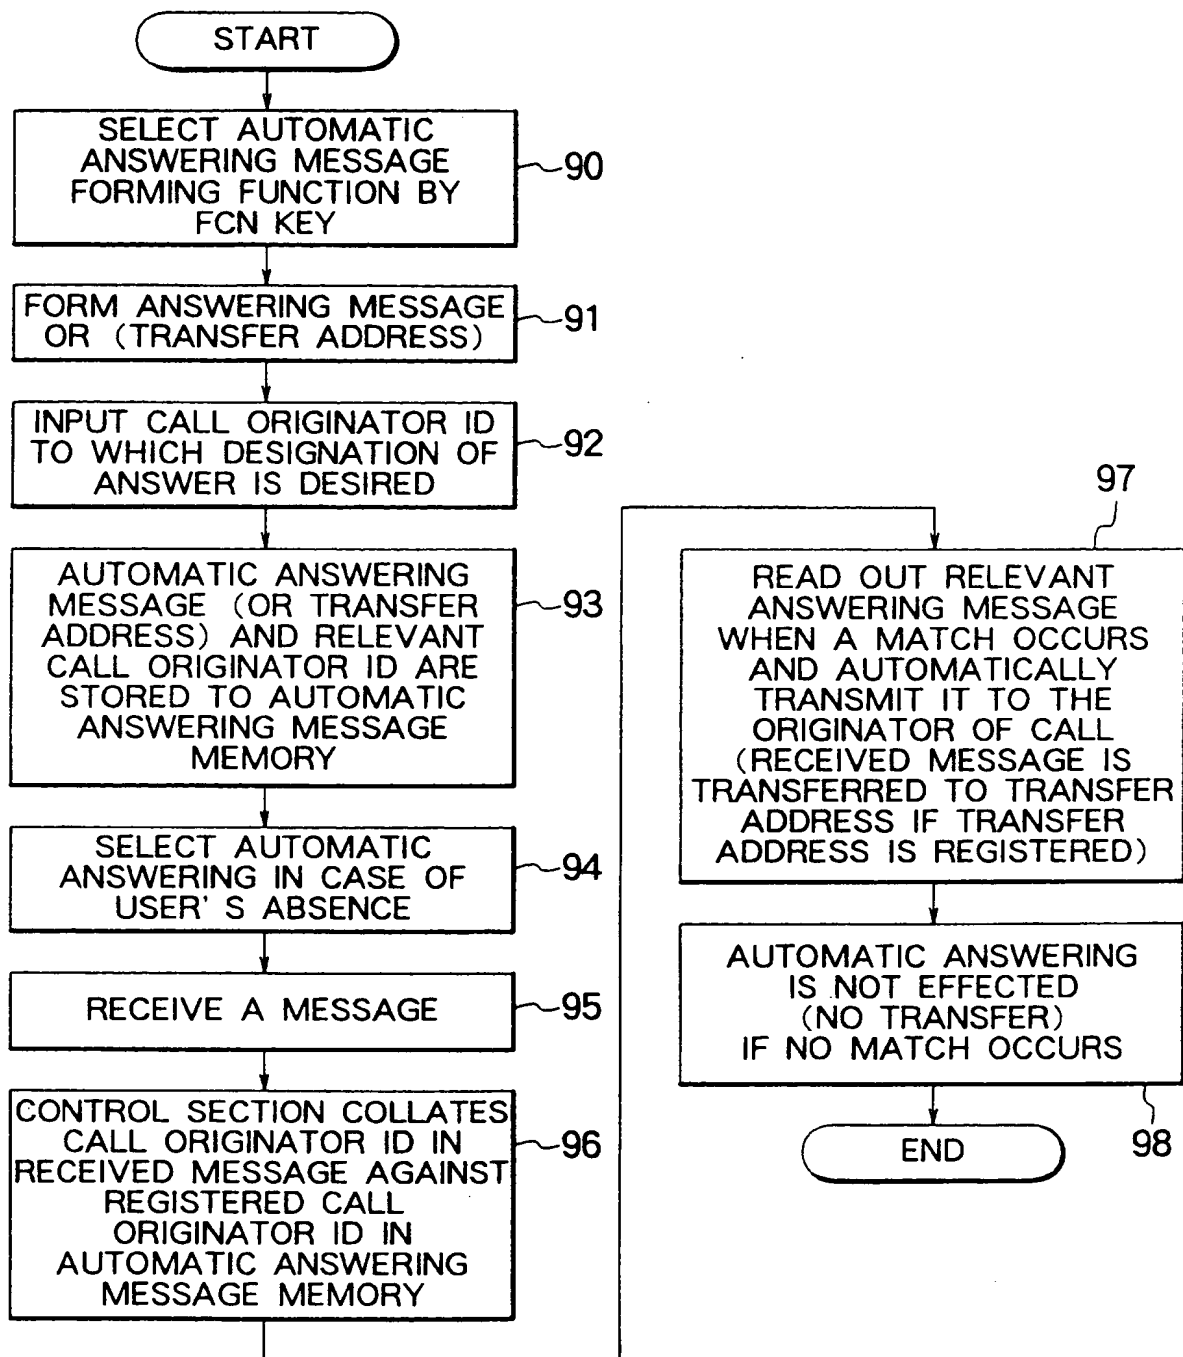 START
SELECT AUTOMATIC
ANSWERING MESSAGE
FORMING FUNCTION BY
FCN KEY
90
FORM ANSWERING MESSAGE
OR (TRANSFER ADDRESS)
91
INPUT CALL ORIGINATOR ID
TO WHICH DESIGNATION OF
ANSWER IS DESIRED
92
AUTOMATIC ANSWERING
MESSAGE (OR TRANSFER
ADDRESS) AND RELEVANT
CALL ORIGINATOR ID ARE
STORED TO AUTOMATIC
ANSWERING MESSAGE
MEMORY
93
SELECT AUTOMATIC
ANSWERING IN CASE OF
USER'S ABSENCE
94
RECEIVE A MESSAGE
95
CONTROL SECTION COLLATES
CALL ORIGINATOR ID IN
RECEIVED MESSAGE AGAINST
REGISTERED CALL
ORIGINATOR ID IN
AUTOMATIC ANSWERING
MESSAGE MEMORY
96
97
READ OUT RELEVANT
ANSWERING MESSAGE
WHEN A MATCH OCCURS
AND AUTOMATICALLY
TRANSMIT IT TO THE
ORIGINATOR OF CALL
(RECEIVED MESSAGE IS
TRANSFERRED TO TRANSFER
ADDRESS IF TRANSFER
ADDRESS IS REGISTERED)
AUTOMATIC ANSWERING
IS NOT EFFECTED
(NO TRANSFER)
IF NO MATCH OCCURS
98
END